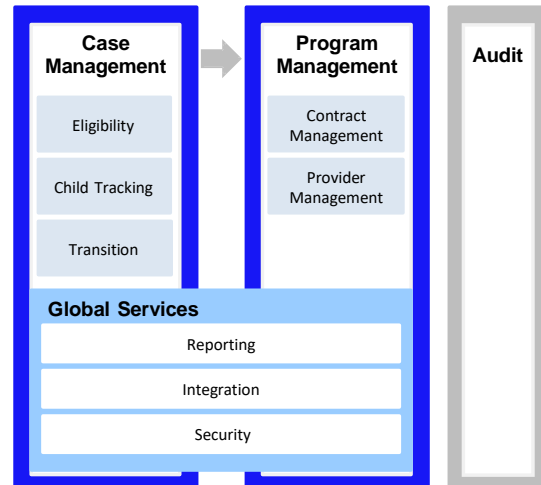 Case
Management
Eligibility
Child Tracking
Transition
Program
Management
Contract
Management
Provider
Management
Audit
Global Services
Reporting
Integration
Security